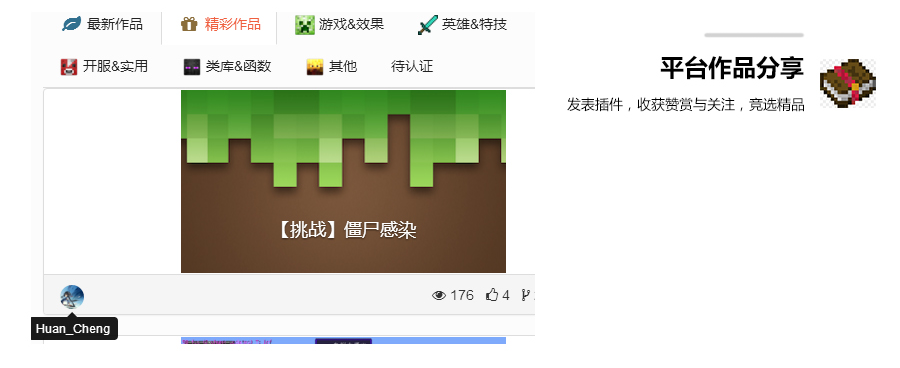 最新作品 精彩作品 游戏&效果 英雄&特技
开服&实用 类库&函数 其他 待认证
【挑战】僵尸感染
176 4
Huan_Cheng
平台作品分享
发表插件，收获赞赏与关注，竞选精品